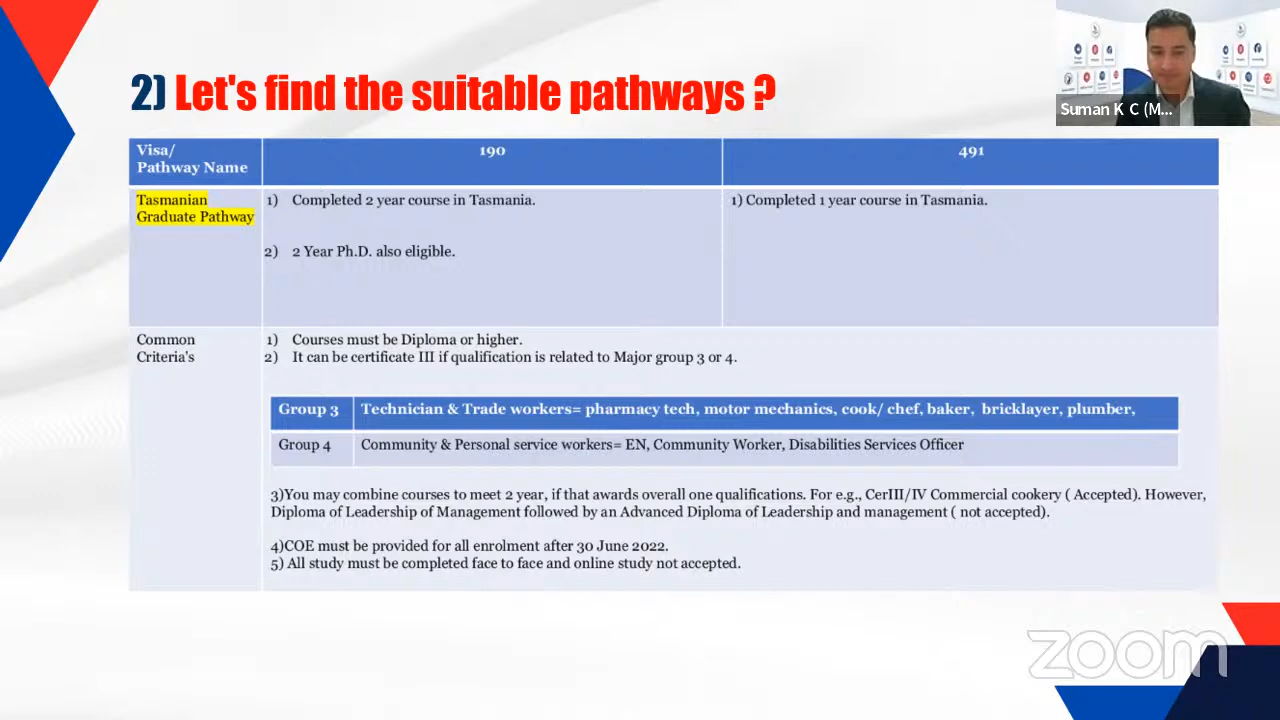 2) Let's find the suitable pathways ?
Suman K C (M...
Visa/
Pathway Name
190
491
Tasmanian
Graduate Pathway
1) Completed 2 year course in Tasmania.
2) 2 Year Ph.D. also eligible.
1) Completed 1 year course in Tasmania.
Common
Criteria's
1) Courses must be Diploma or higher.
2) It can be certificate III if qualification is related to Major group 3 or 4.
Group 3
Technician & Trade workers= pharmacy tech, motor mechanics, cook/ chef, baker, bricklayer, plumber,
Group 4
Community & Personal service workers= EN, Community Worker, Disabilities Services Officer
3)You may combine courses to meet 2 year, if that awards overall one qualifications. For e.g., CerIII/IV Commercial cookery ( Accepted). However,
Diploma of Leadership of Management followed by an Advanced Diploma of Leadership and management ( not accepted).
4)COE must be provided for all enrolment after 30 June 2022.
5) All study must be completed face to face and online study not accepted.
zoom